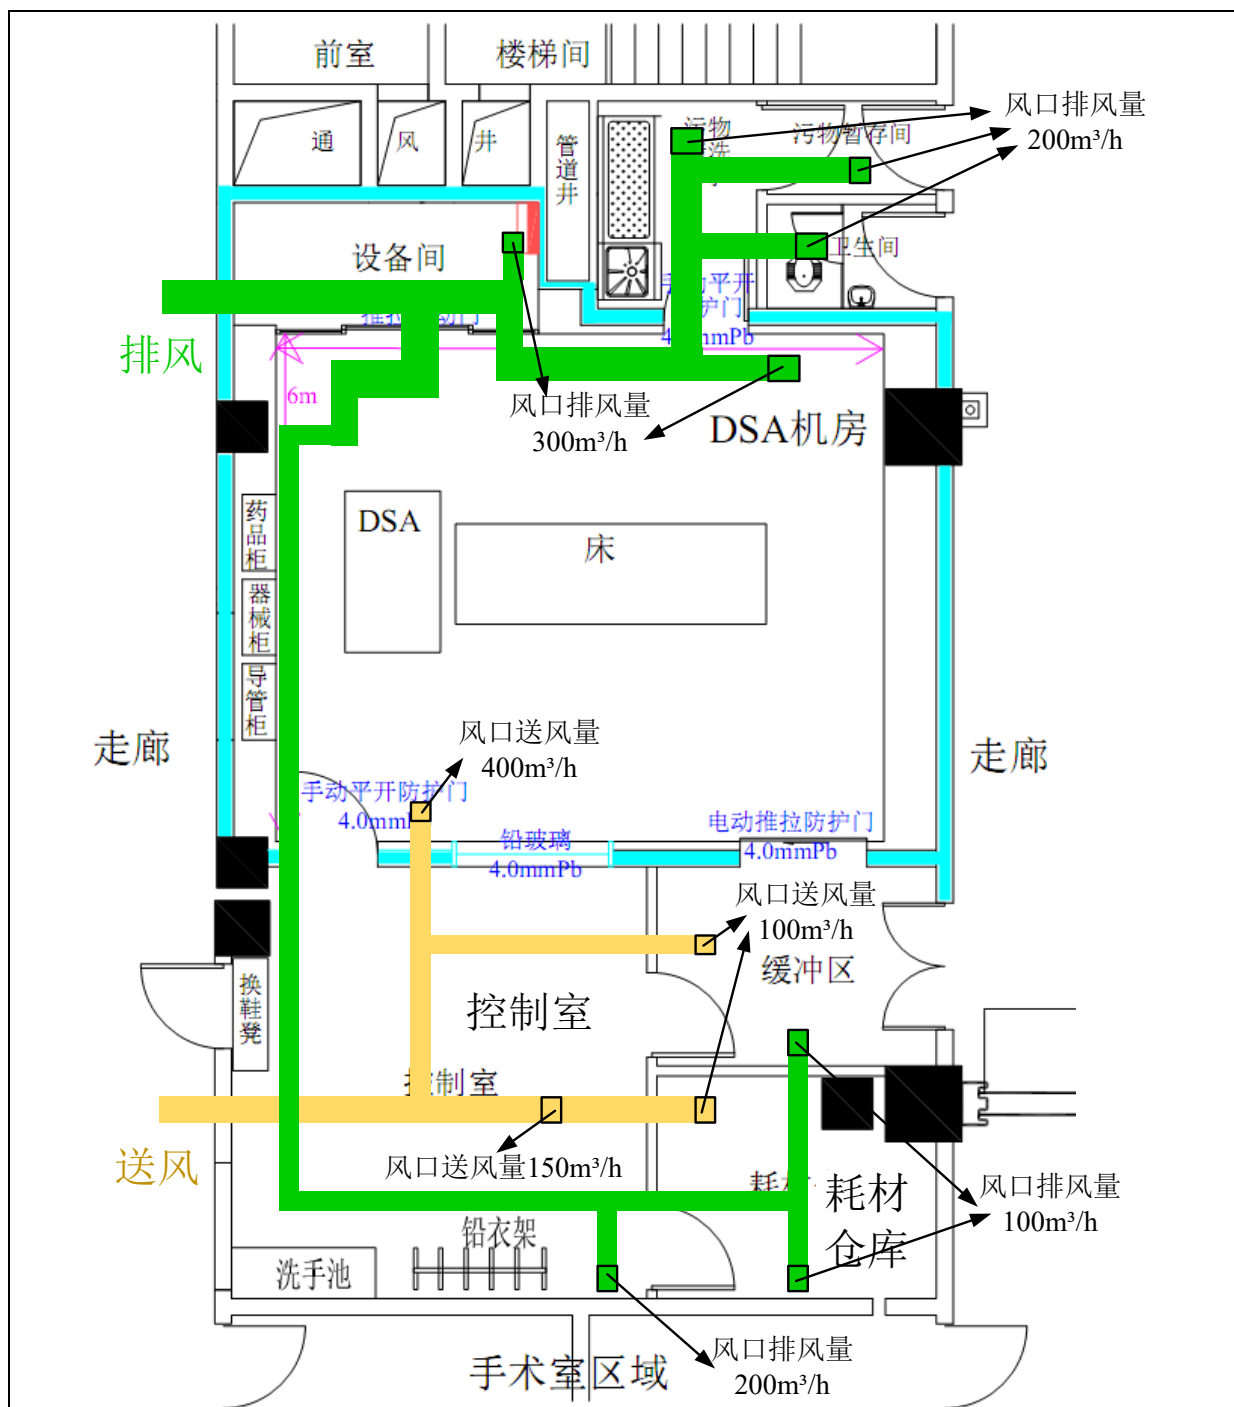 前室
楼梯间
通
风
井
管道井
污物
污物暂存间
风口排风量
200m³/h
设备间
卫生间
手动平开
护门
mmPb
排风
6m
风口排风量
300m³/h
DSA机房
药品柜
DSA
床
器械柜
导管柜
走廊
走廊
风口送风量
400m³/h
手动平开防护门
4.0mm
铅玻璃
4.0mmPb
电动推拉防护门
4.0mmPb
风口送风量
100m³/h
缓冲区
换鞋凳
控制室
控制室
送风
风口送风量150m³/h
耗材
仓库
风口排风量
100m³/h
铅衣架
洗手池
手术室区域
风口排风量
200m³/h